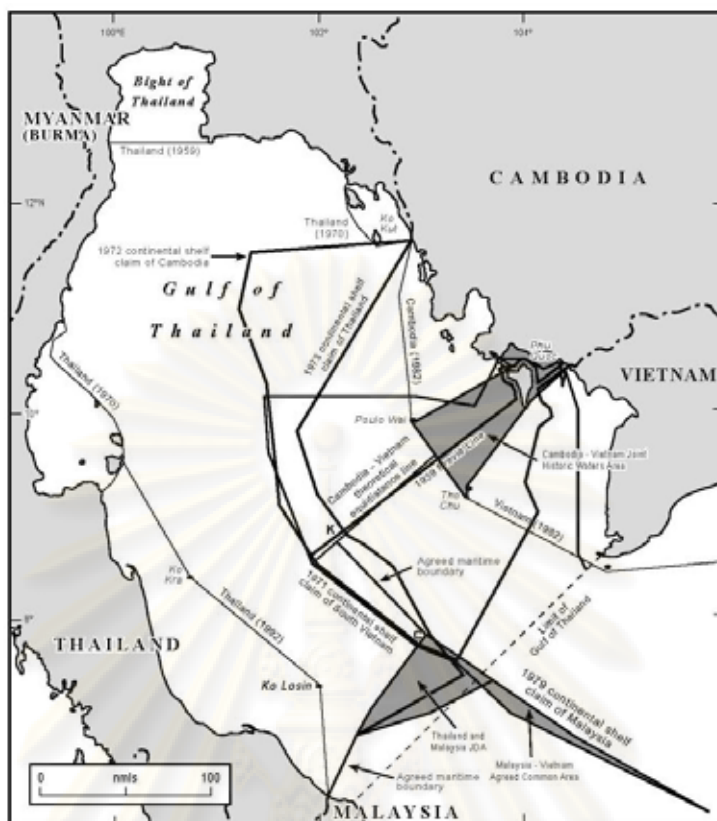 100°E
102°
104°
Bight of
Thailand
MYANMAR
(BURMA)
Thailand (1959)
CAMBODIA
12°N
Thailand
(1970)
Ko
Kut
1972 continental shelf
claim of Cambodia
Gulf of
Thailand
1973 continental shelf
claim of Thailand
Cambodia (1982)
Phu
Quoc
VIETNAM
Thailand (1970)
10°
Poulo Wai
Cambodia - Vietnam
theoretical
equidistance line
1939 Brevie Line
Cambodia - Vietnam Joint
Historic Waters Area
Tho
Chu
Vietnam (1982)
K
Agreed maritime
boundary
Ko
Kra
1971 continental shelf
claim of South Vietnam
8°
Limit of
Gulf of Thailand
THAILAND
Thailand (1992)
Ko Losin
1979 continental shelf
claim of Malaysia
Thailand and
Malaysia JDA
Malaysia - Vietnam
Agreed Common Area
Agreed maritime
boundary
0 nmls 100
MALAYSIA